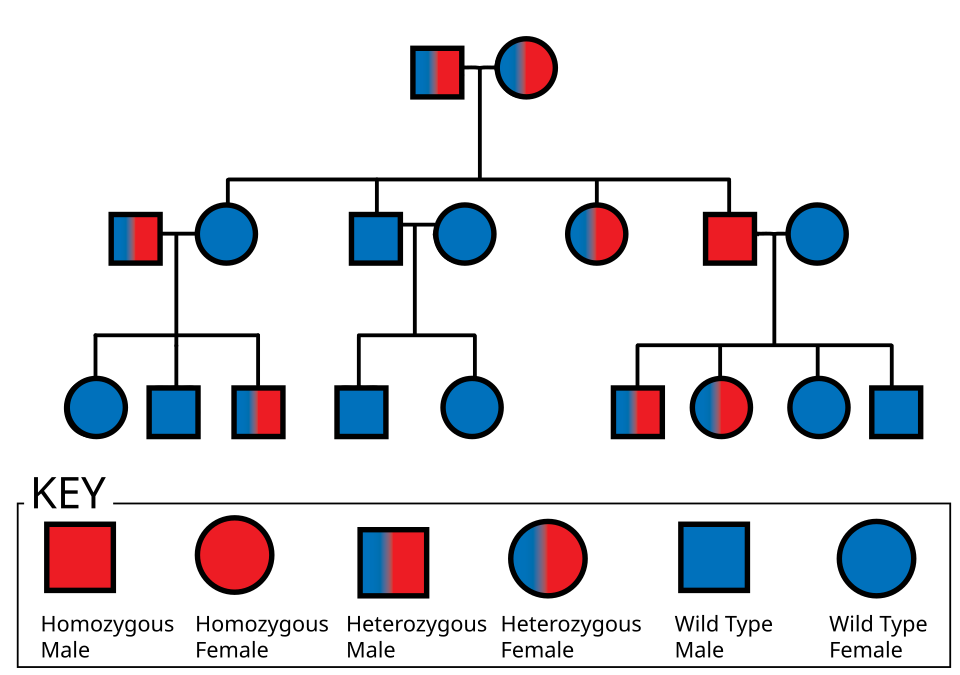 KEY
Homozygous
Male
Homozygous
Female
Heterozygous
Male
Heterozygous
Female
Wild Type
Male
Wild Type
Female